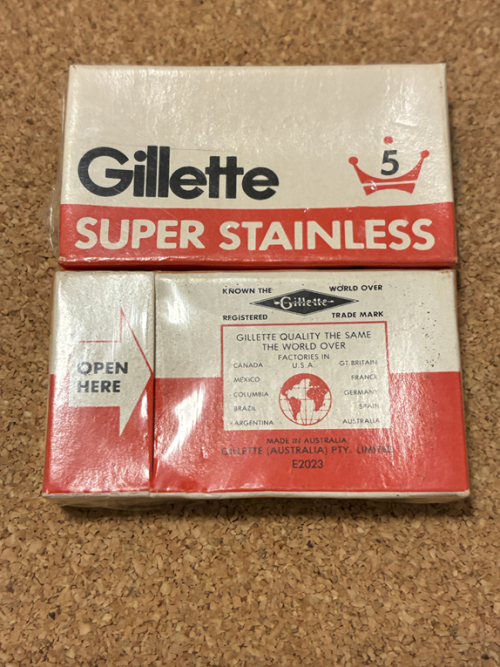 Gillette
5
SUPER STAINLESS
OPEN
HERE
KNOWN THE WORLD OVER
Gillette
REGISTERED TRADE MARK
GILLETTE QUALITY THE SAME
THE WORLD OVER
FACTORIES IN
CANADA U.S.A. GT. BRITAIN
MEXICO FRANCE
COLUMBIA GERMANY
BRAZIL SPAIN
ARGENTINA AUSTRALIA
MADE IN AUSTRALIA
GILLETTE (AUSTRALIA) PTY. LIMITED
E2023